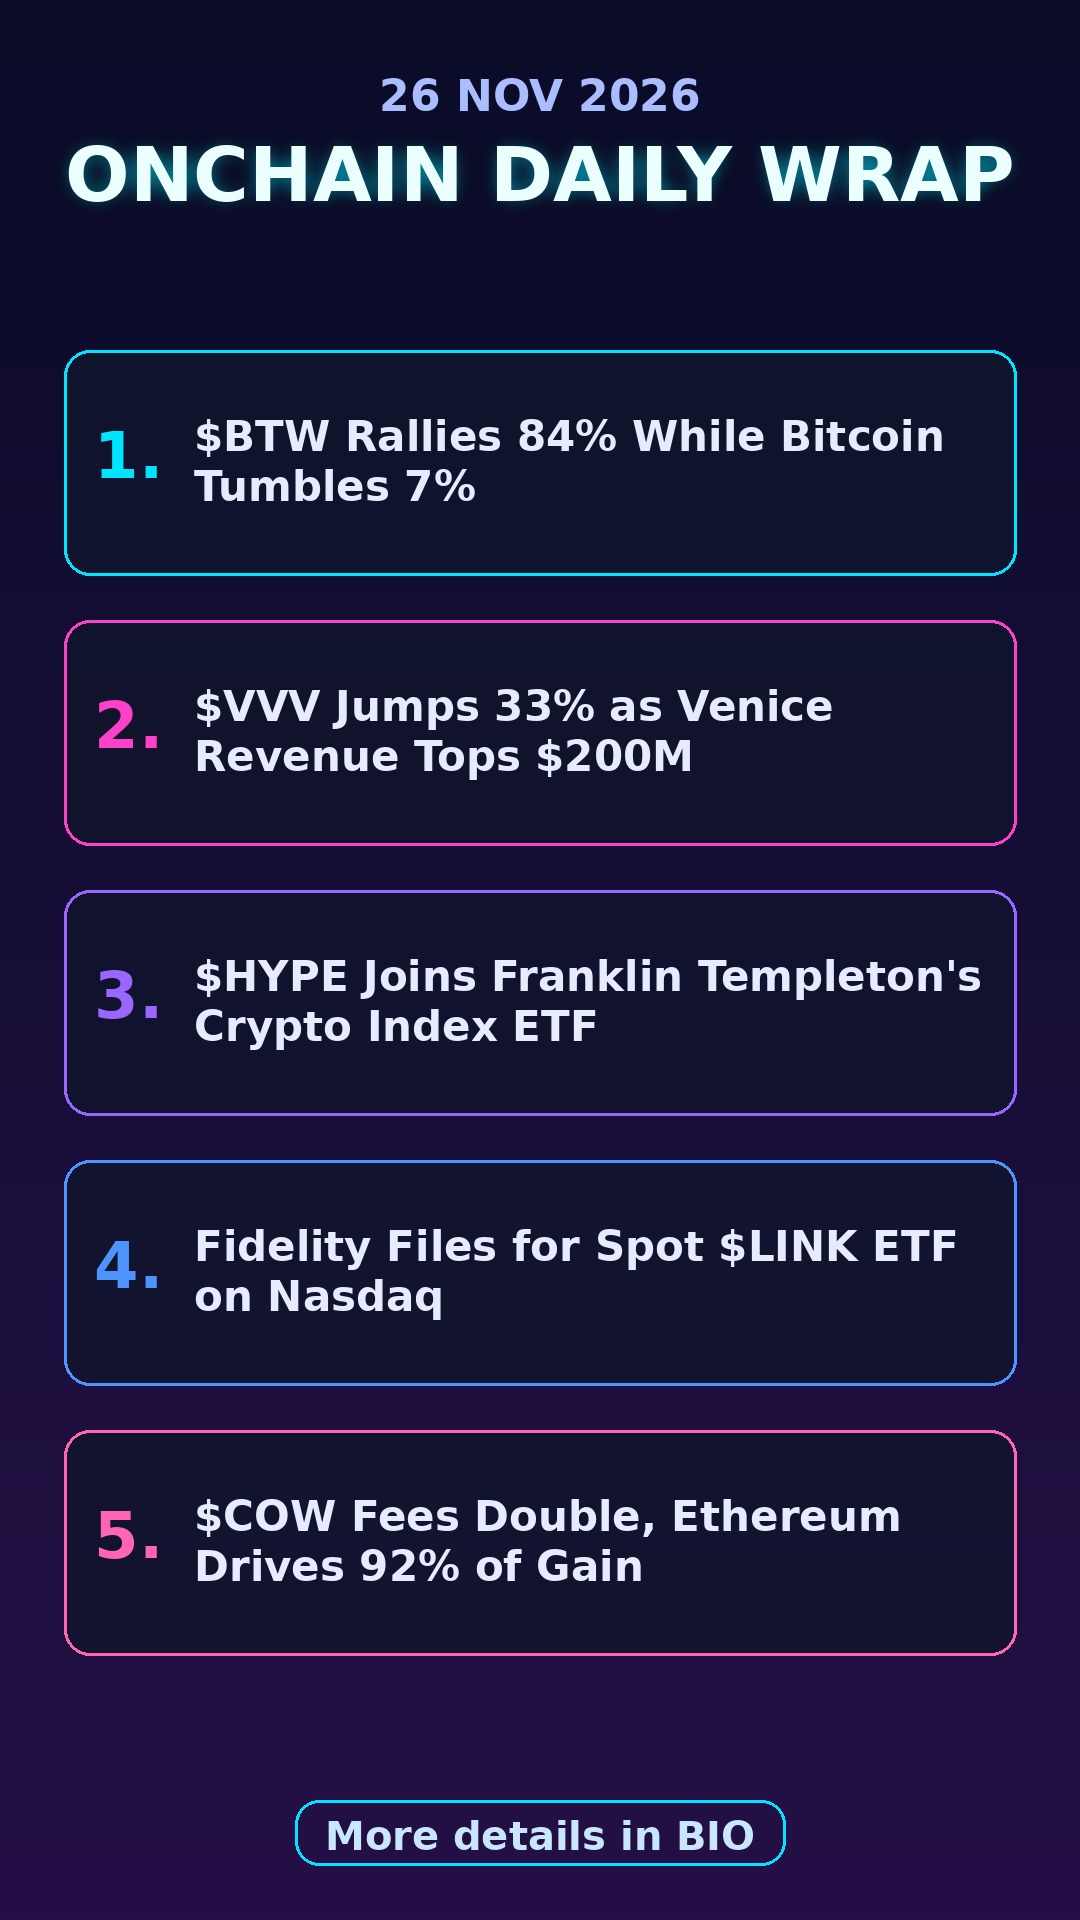 26 NOV 2026
ONCHAIN DAILY WRAP
1. $BTW Rallies 84% While Bitcoin
Tumbles 7%
2. $VVV Jumps 33% as Venice
Revenue Tops $200M
3. $HYPE Joins Franklin Templeton's
Crypto Index ETF
4. Fidelity Files for Spot $LINK ETF
on Nasdaq
5. $COW Fees Double, Ethereum
Drives 92% of Gain
More details in BIO